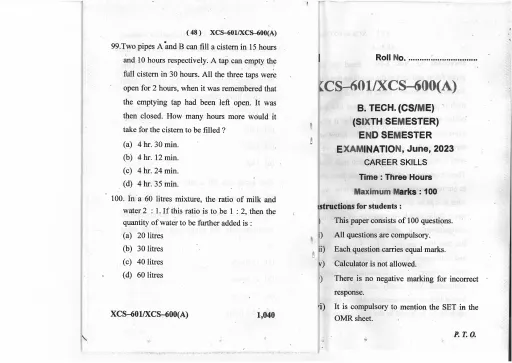 ( 48 ) XCS-601/XCS-600(A)
99.Two pipes A and B can fill a cistern in 15 hours
and 10 hours respectively. A tap can empty the
full cistern in 30 hours. All the three taps were
open for 2 hours, when it was remembered that
the emptying tap had been left open. It was
then closed. How many hours more would it
take for the cistern to be filled ?
(a) 4 hr. 30 min.
(b) 4 hr. 12 min.
(c) 4 hr. 24 min.
(d) 4 hr. 35 min.
100. In a 60 litres mixture, the ratio of milk and
water 2 : 1. If this ratio is to be 1 : 2, then the
quantity of water to be further added is :
(a) 20 litres
(b) 30 litres
(c) 40 litres
(d) 60 litres
XCS-601/XCS-600(A) 1,040
Roll No. ..............................
XCS-601/XCS-600(A)
B. TECH. (CS/ME)
(SIXTH SEMESTER)
END SEMESTER
EXAMINATION, June, 2023
CAREER SKILLS
Time : Three Hours
Maximum Marks : 100
structions for students :
) This paper consists of 100 questions.
i) All questions are compulsory.
ii) Each question carries equal marks.
v) Calculator is not allowed.
) There is no negative marking for incorrect
response.
vi) It is compulsory to mention the SET in the
OMR sheet.
P. T. O.